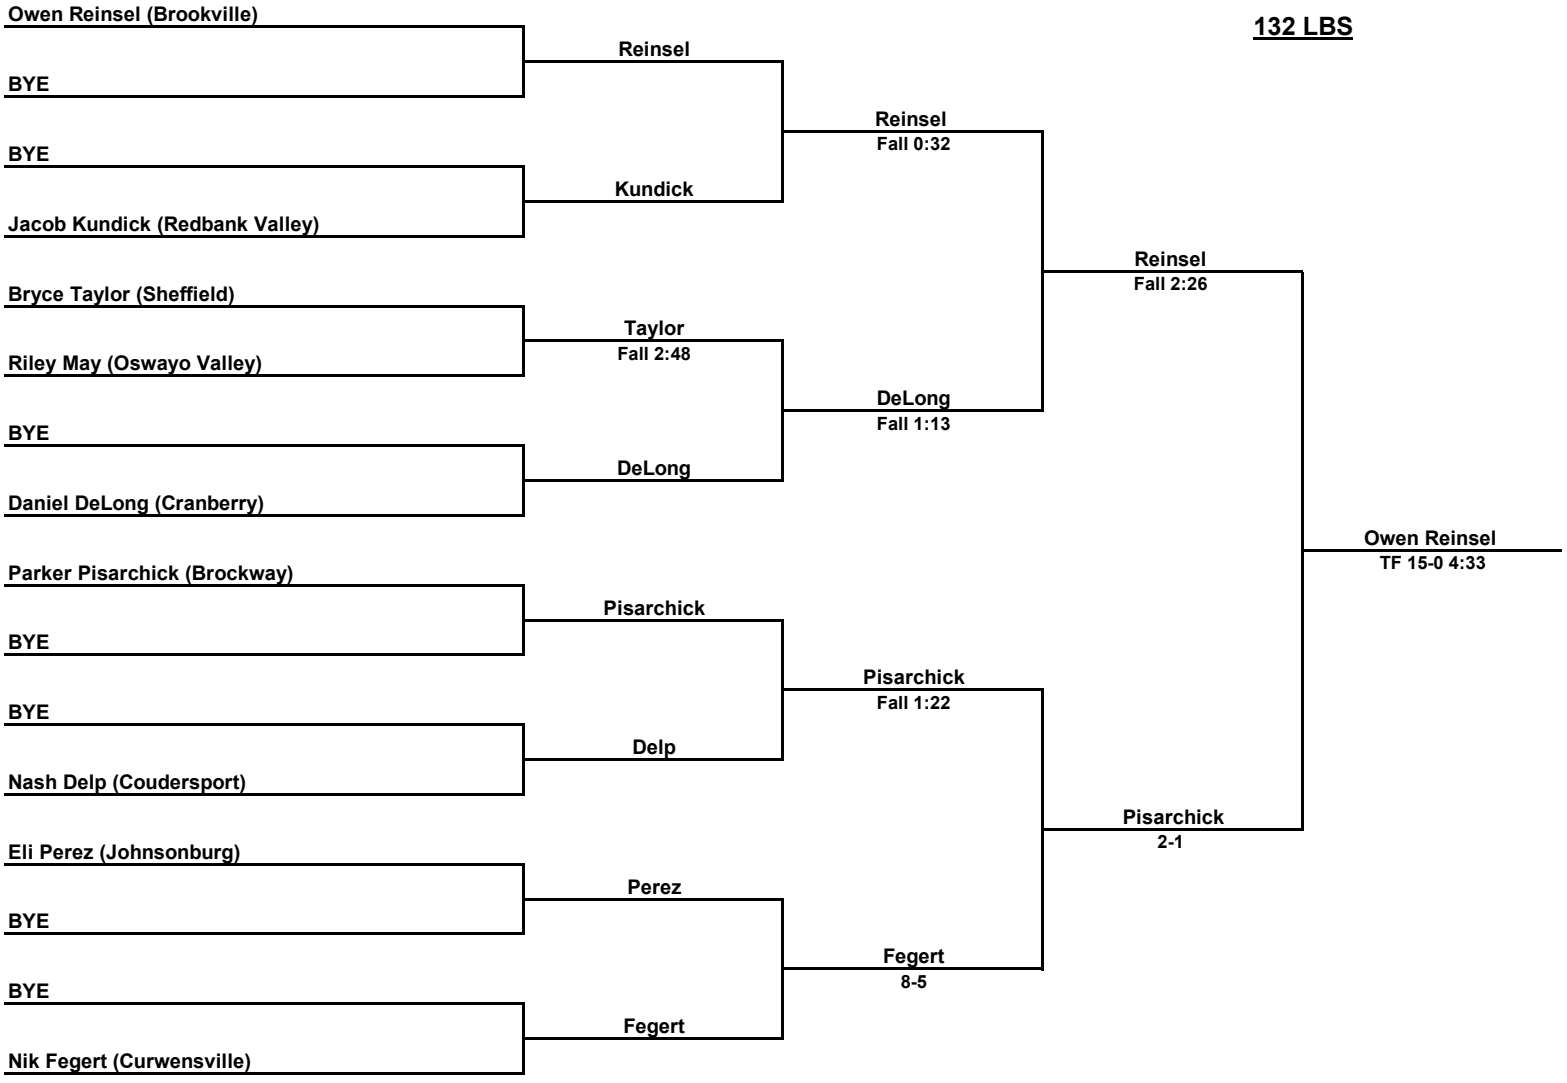 Owen Reinsel (Brookville)
132 LBS
Reinsel
BYE
Reinsel
Fall 0:32
BYE
Kundick
Jacob Kundick (Redbank Valley)
Reinsel
Fall 2:26
Bryce Taylor (Sheffield)
Taylor
Fall 2:48
Riley May (Oswayo Valley)
DeLong
Fall 1:13
BYE
DeLong
Daniel DeLong (Cranberry)
Owen Reinsel
TF 15-0 4:33
Parker Pisarchick (Brockway)
Pisarchick
BYE
Pisarchick
Fall 1:22
BYE
Delp
Nash Delp (Coudersport)
Pisarchick
2-1
Eli Perez (Johnsonburg)
Perez
BYE
Fegert
8-5
BYE
Fegert
Nik Fegert (Curwensville)